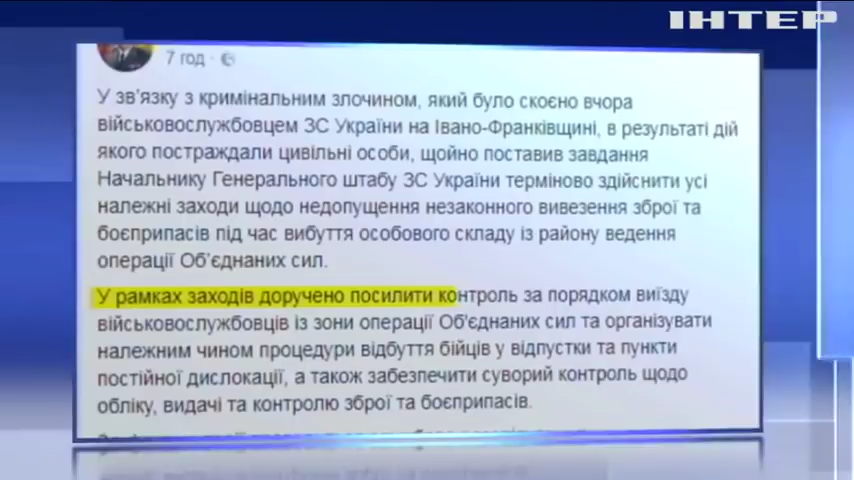 ІНТЕР
7 год ·
У зв'язку з кримінальним злочином, який було скоєно вчора
військовослужбовцем ЗС України на Івано-Франківщині, в результаті дій
якого постраждали цивільні особи, щойно поставив завдання
Начальнику Генерального штабу ЗС України терміново здійснити усі
належні заходи щодо недопущення незаконного вивезення зброї та
боєприпасів під час вибуття особового складу із району ведення
операції Об'єднаних сил.
У рамках заходів доручено посилити контроль за порядком виїзду
військовослужбовців із зони операції Об'єднаних сил та організувати
належним чином процедури відбуття бійців у відпустки та пункти
постійної дислокації, а також забезпечити суворий контроль щодо
обліку, видачі та контролю зброї та боєприпасів.